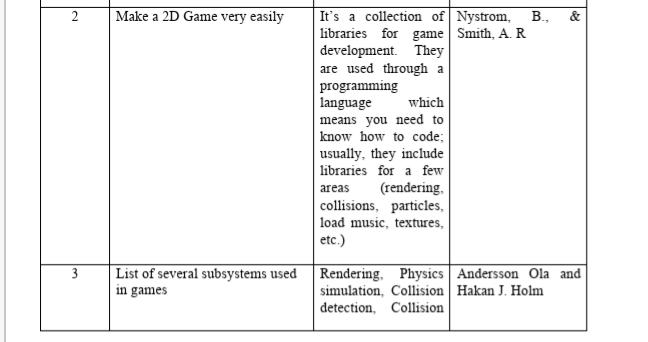 2
Make a 2D Game very easily
It's a collection of
libraries for game
development. They
are used through a
programming
language which
means you need to
know how to code;
usually, they include
libraries for a few
areas (rendering,
collisions, particles,
load music, textures,
etc.)
Nystrom, B., &
Smith, A. R
3
List of several subsystems used
in games
Rendering, Physics
simulation, Collision
detection, Collision
Andersson Ola and
Hakan J. Holm